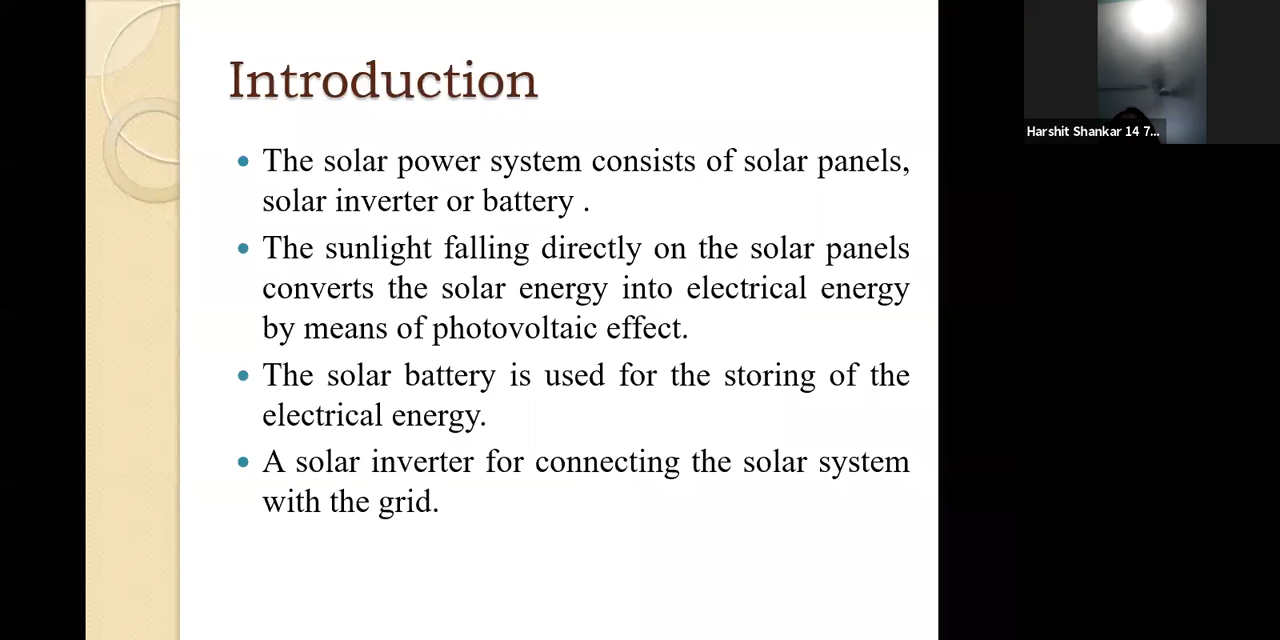 Introduction
• The solar power system consists of solar panels,
solar inverter or battery .
• The sunlight falling directly on the solar panels
converts the solar energy into electrical energy
by means of photovoltaic effect.
• The solar battery is used for the storing of the
electrical energy.
• A solar inverter for connecting the solar system
with the grid.
Harshit Shankar 14 7...